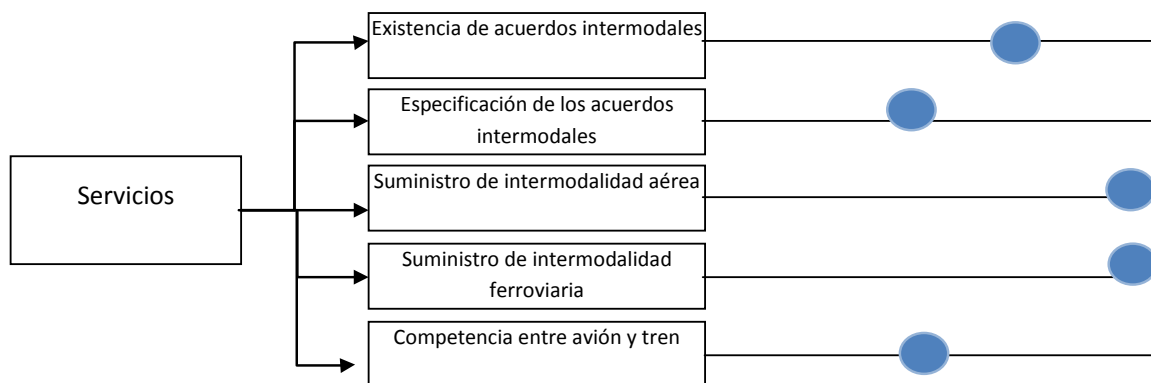 Existencia de acuerdos intermodales
Especificación de los acuerdos
intermodales
Servicios
Suministro de intermodalidad aérea
Suministro de intermodalidad
ferroviaria
Competencia entre avión y tren